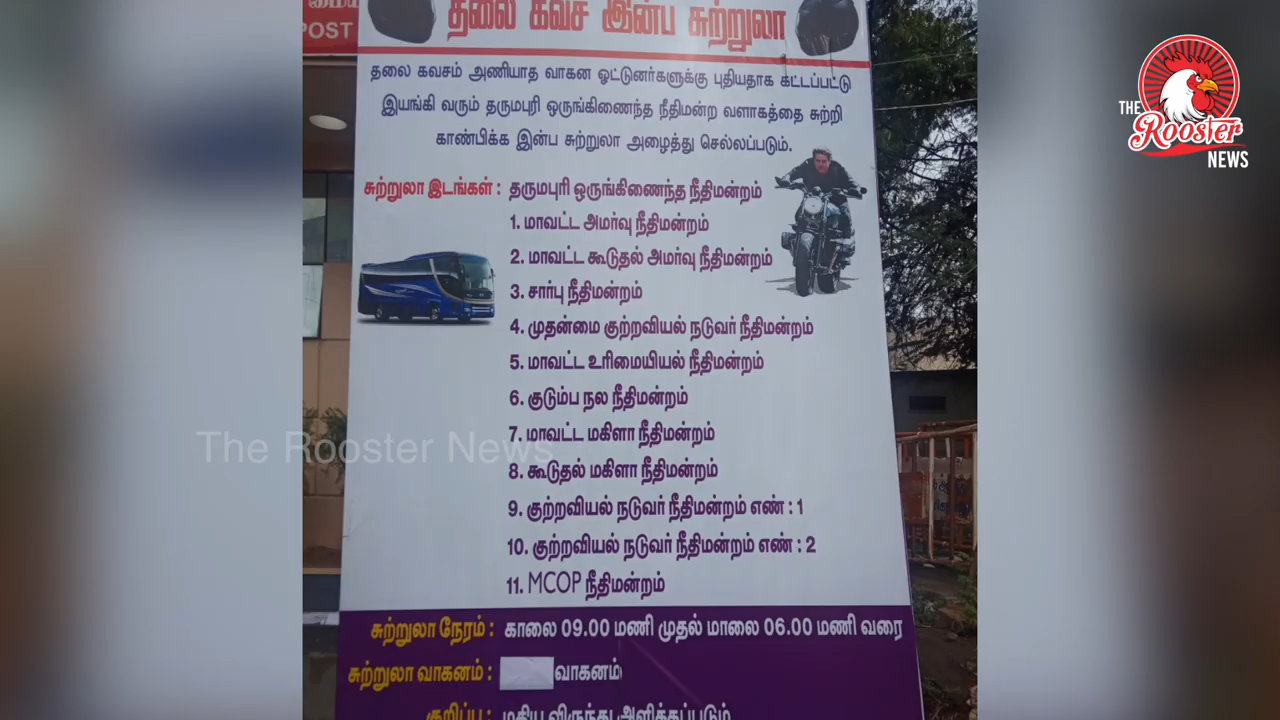 POST
தலை கவச இன்ப சுற்றுலா
தலை கவசம் அணியாத வாகன ஓட்டுனர்களுக்கு புதியதாக கட்டப்பட்டு
இயங்கி வரும் தருமபுரி ஒருங்கிணைந்த நீதிமன்ற வளாகத்தை சுற்றி
காண்பிக்க இன்ப சுற்றுலா அழைத்து செல்லப்படும்.
சுற்றுலா இடங்கள் : தருமபுரி ஒருங்கிணைந்த நீதிமன்றம்
1. மாவட்ட அமர்வு நீதிமன்றம்
2. மாவட்ட கூடுதல் அமர்வு நீதிமன்றம்
3. சார்பு நீதிமன்றம்
4. முதன்மை குற்றவியல் நடுவர் நீதிமன்றம்
5. மாவட்ட உரிமையியல் நீதிமன்றம்
6. குடும்ப நல நீதிமன்றம்
7. மாவட்ட மகிளா நீதிமன்றம்
8. கூடுதல் மகிளா நீதிமன்றம்
9. குற்றவியல் நடுவர் நீதிமன்றம் எண் : 1
10. குற்றவியல் நடுவர் நீதிமன்றம் எண் : 2
11. MCOP நீதிமன்றம்
சுற்றுலா நேரம் : காலை 09.00 மணி முதல் மாலை 06.00 மணி வரை
சுற்றுலா வாகனம் : வாகனம்
குறிப்பு : மதிய விருந்து அளிக்கப்படும்
THE
Rooster
NEWS
The Rooster News